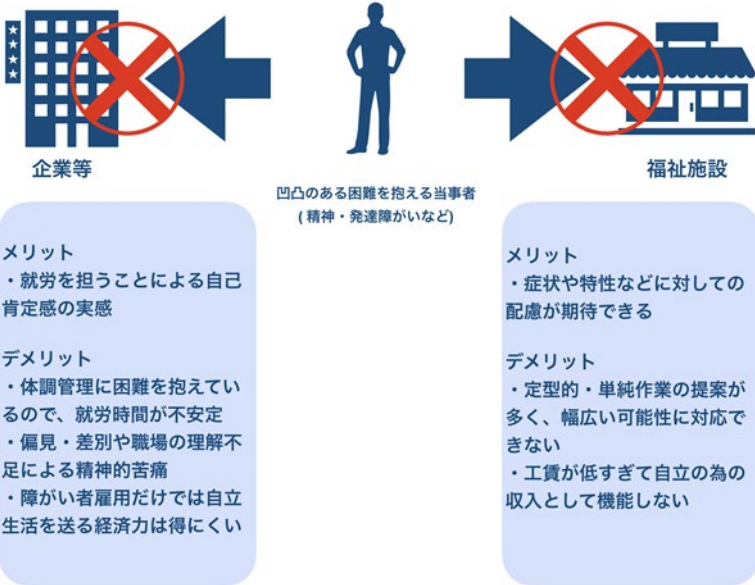 企業等
凹凸のある困難を抱える当事者
(精神・発達障がいなど)
福祉施設
メリット
・就労を担うことによる自己
肯定感の実感
デメリット
・体調管理に困難を抱えてい
るので、就労時間が不安定
・偏見・差別や職場の理解不
足による精神的苦痛
・障がい者雇用だけでは自立
生活を送る経済力は得にくい
メリット
・症状や特性などに対しての
配慮が期待できる
デメリット
・定型的・単純作業の提案が
多く、幅広い可能性に対応で
きない
・工賃が低すぎて自立の為の
収入として機能しない